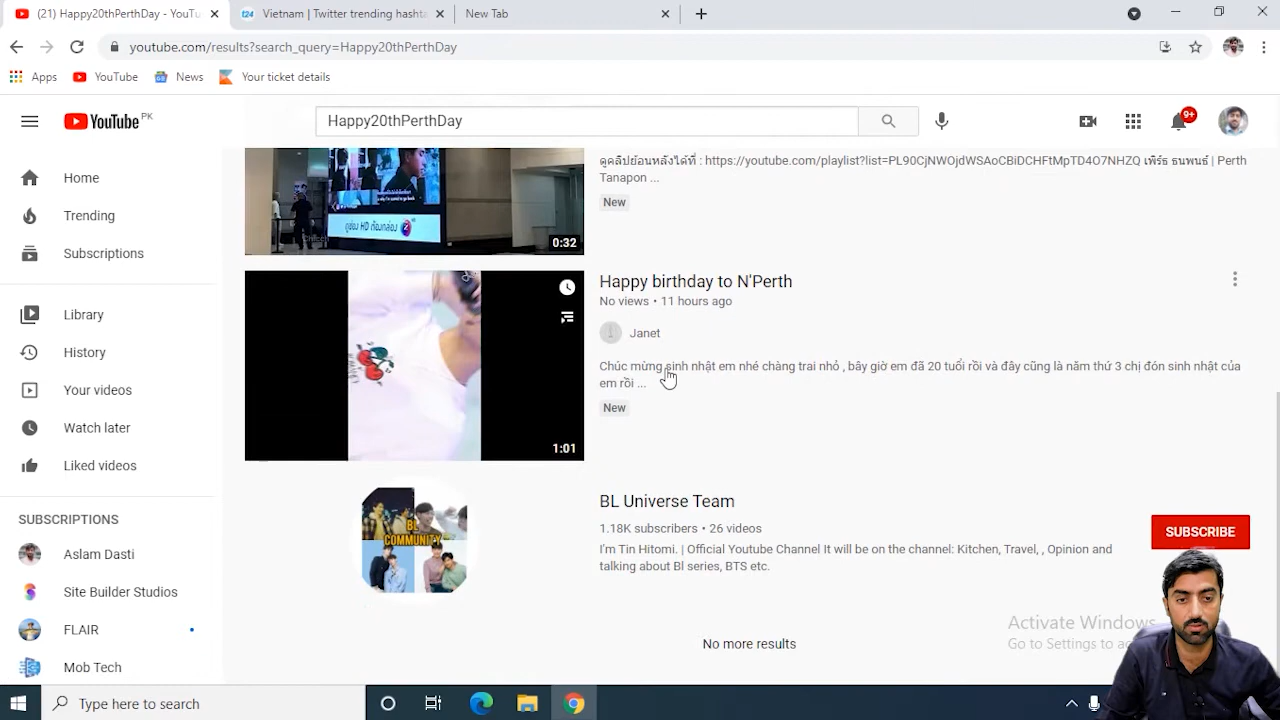 (21) Happy20thPerthDay - YouTu
t24 Vietnam | Twitter trending hashta
New Tab
youtube.com/results?search_query=Happy20thPerthDay
Apps
YouTube
News
Your ticket details
YouTube PK
Happy20thPerthDay
9+
Home
Trending
Subscriptions
Library
History
Your videos
Watch later
Liked videos
SUBSCRIPTIONS
Aslam Dasti
Site Builder Studios
FLAIR
Mob Tech
ดูคลิปย้อนหลังได้ที่ : https://youtube.com/playlist?list=PL90CjNWOjdWSAoCBiDCHFtMpTD4O7NHZQ เพิร์ธ ธนพนธ์ | Perth
Tanapon ...
New
0:32
Happy birthday to N'Perth
No views • 11 hours ago
Janet
Chúc mừng sinh nhật em nhé chàng trai nhỏ , bây giờ em đã 20 tuổi rồi và đây cũng là năm thứ 3 chị đón sinh nhật của
em rồi ...
New
1:01
BL
COMMUNITY
BL Universe Team
1.18K subscribers • 26 videos
I'm Tin Hitomi. | Official Youtube Channel It will be on the channel: Kitchen, Travel, , Opinion and
talking about Bl series, BTS etc.
SUBSCRIBE
No more results
Activate Windows
Go to Settings to
Type here to search